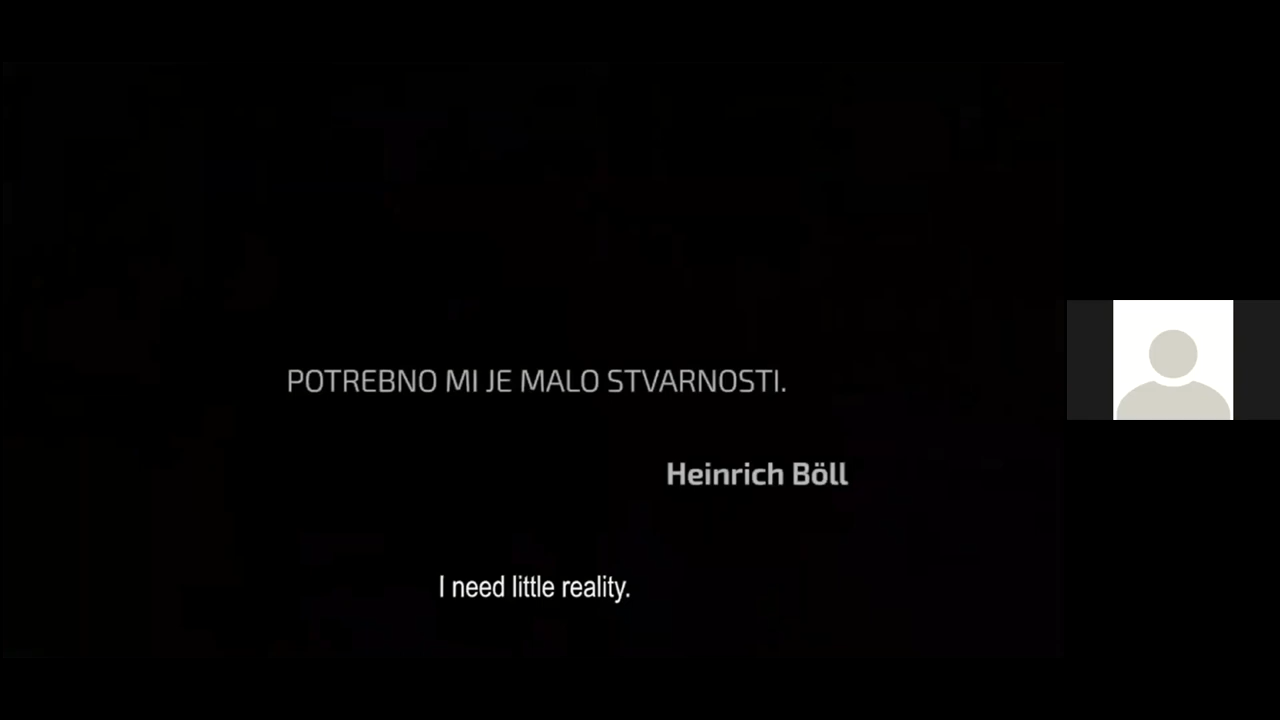 POTREBNO MI JE MALO STVARNOSTI.
Heinrich Böll
I need little reality.